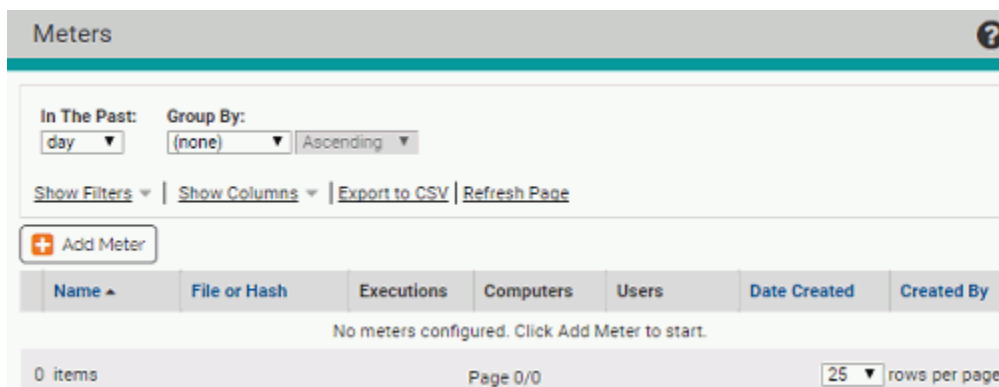 Meters
In The Past: Group By:
day (none) Ascending
Show Filters | Show Columns | Export to CSV | Refresh Page
Add Meter
Name File or Hash Executions Computers Users Date Created Created By
No meters configured. Click Add Meter to start.
0 items Page 0/0 25 rows per page